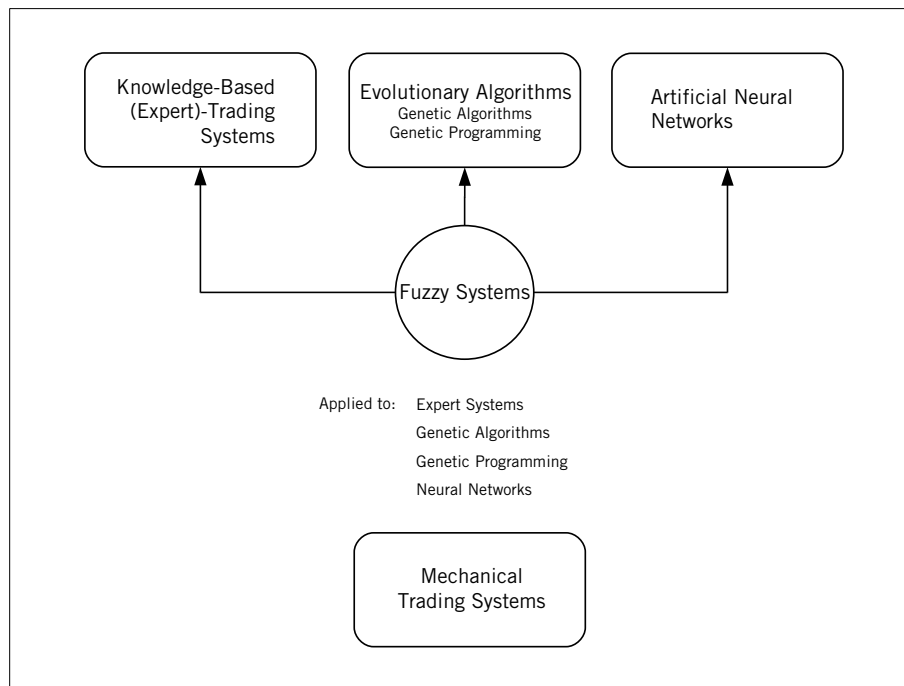 Knowledge-Based
(Expert)-Trading
Systems
Evolutionary Algorithms
Genetic Algorithms
Genetic Programming
Artificial Neural
Networks
Fuzzy Systems
Applied to: Expert Systems
Genetic Algorithms
Genetic Programming
Neural Networks
Mechanical
Trading Systems